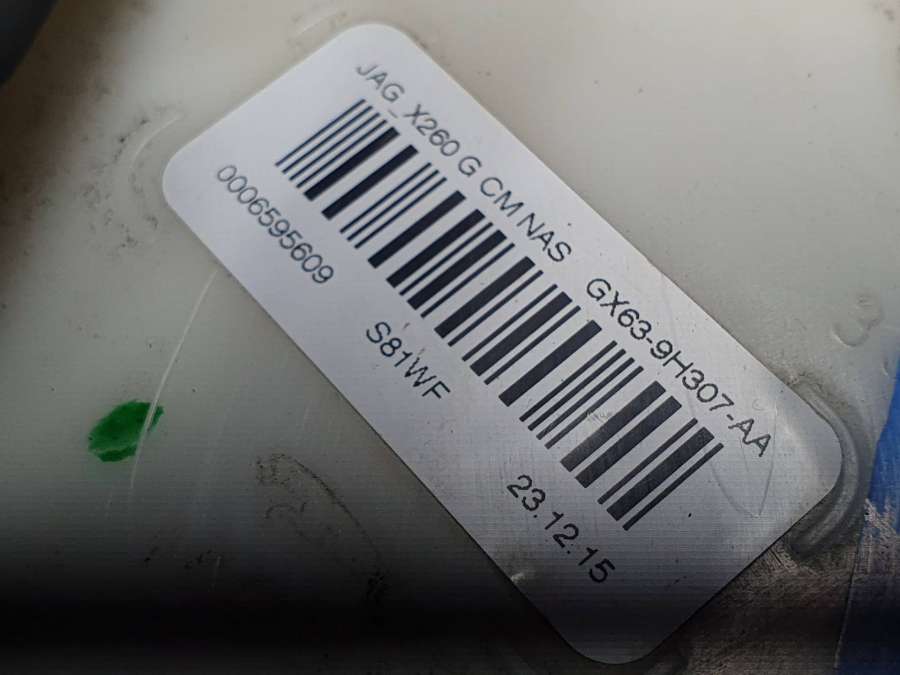 JAG_X260 G CM NAS GX63-9H307-AA
0006595609 S81WF 23.12.15